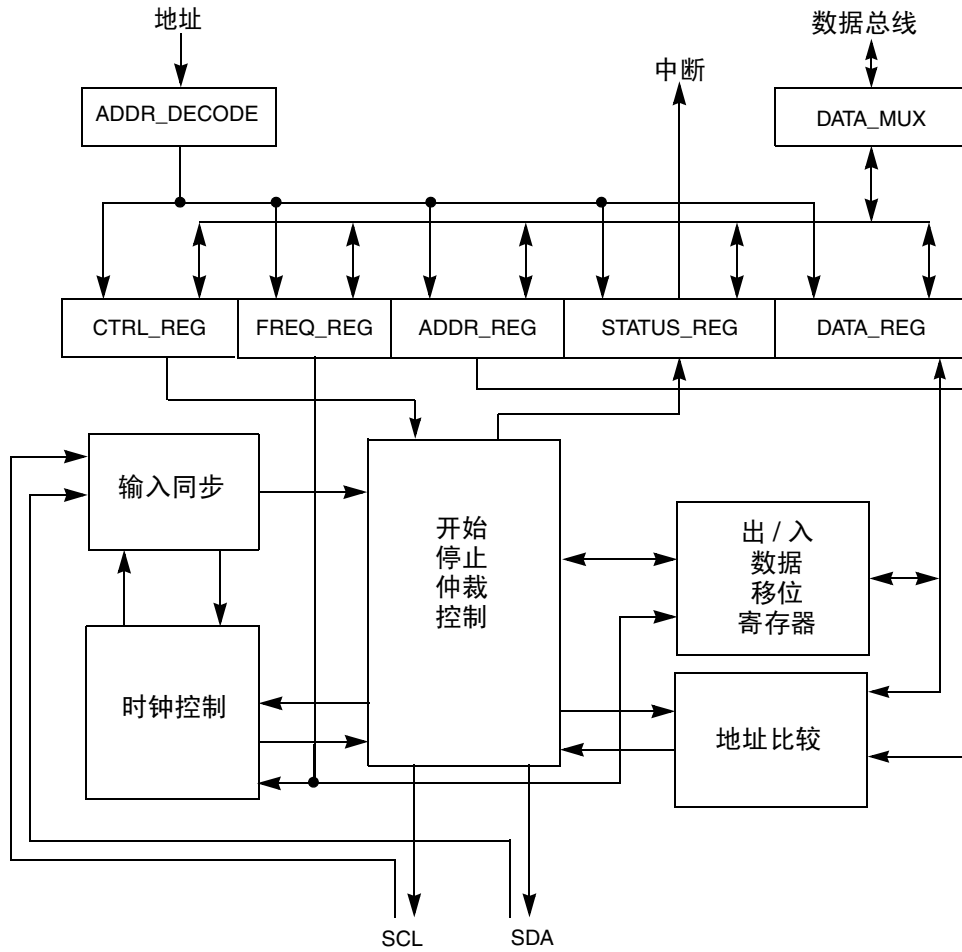 地址
数据总线
中断
ADDR_DECODE
DATA_MUX
CTRL_REG
FREQ_REG
ADDR_REG
STATUS_REG
DATA_REG
输入同步
开始
停止
仲裁
控制
出 / 入
数据
移位
寄存器
时钟控制
地址比较
SCL
SDA